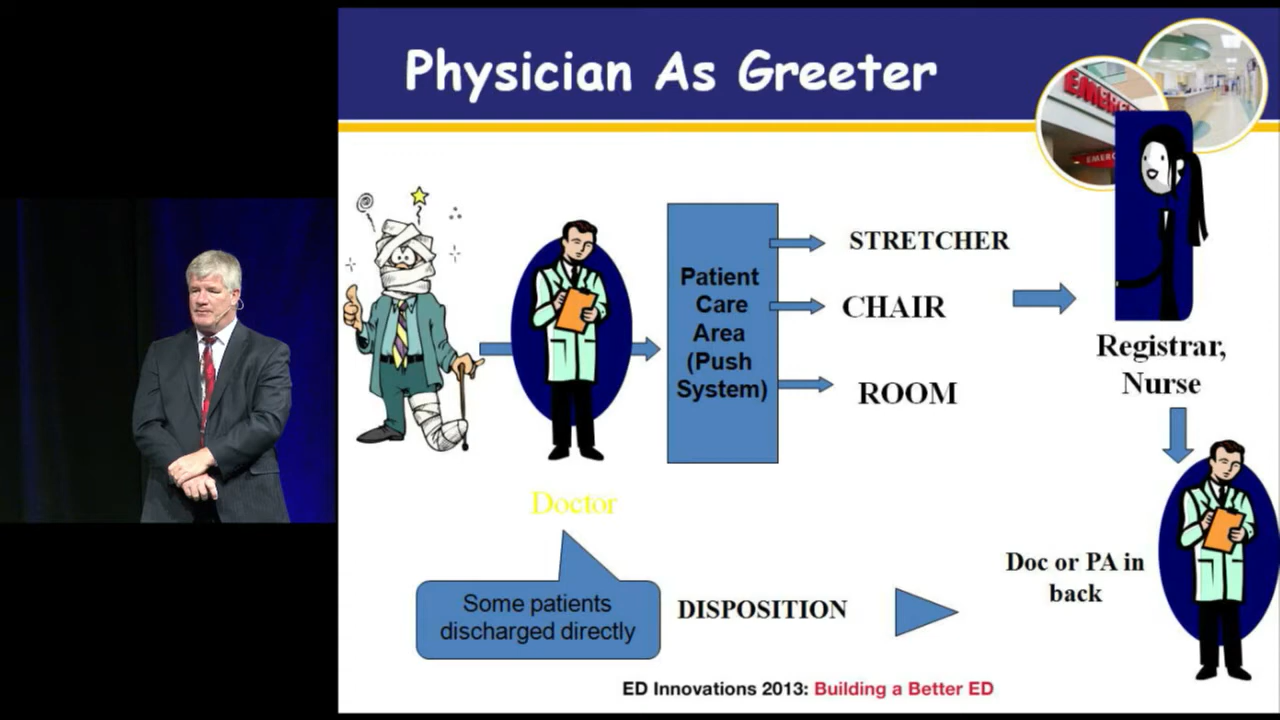 Physician As Greeter
STRETCHER
Patient
Care
Area
(Push
System)
CHAIR
ROOM
Registrar,
Nurse
Doctor
Doc or PA in
back
Some patients
discharged directly
DISPOSITION
ED Innovations 2013: Building a Better ED